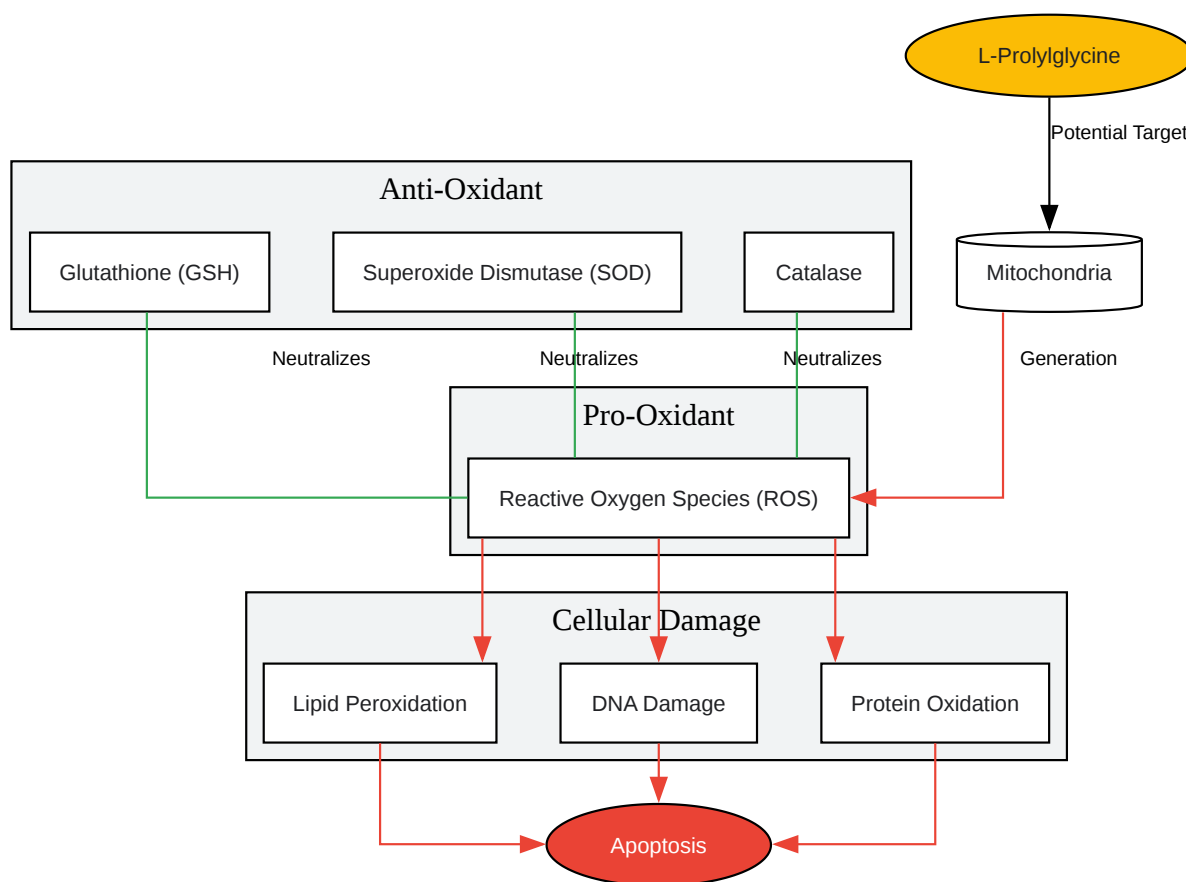 L-Prolylglycine
Potential Target
Anti-Oxidant
Glutathione (GSH)
Superoxide Dismutase (SOD)
Catalase
Mitochondria
Neutralizes
Neutralizes
Neutralizes
Generation
Pro-Oxidant
Reactive Oxygen Species (ROS)
Cellular Damage
Lipid Peroxidation
DNA Damage
Protein Oxidation
Apoptosis